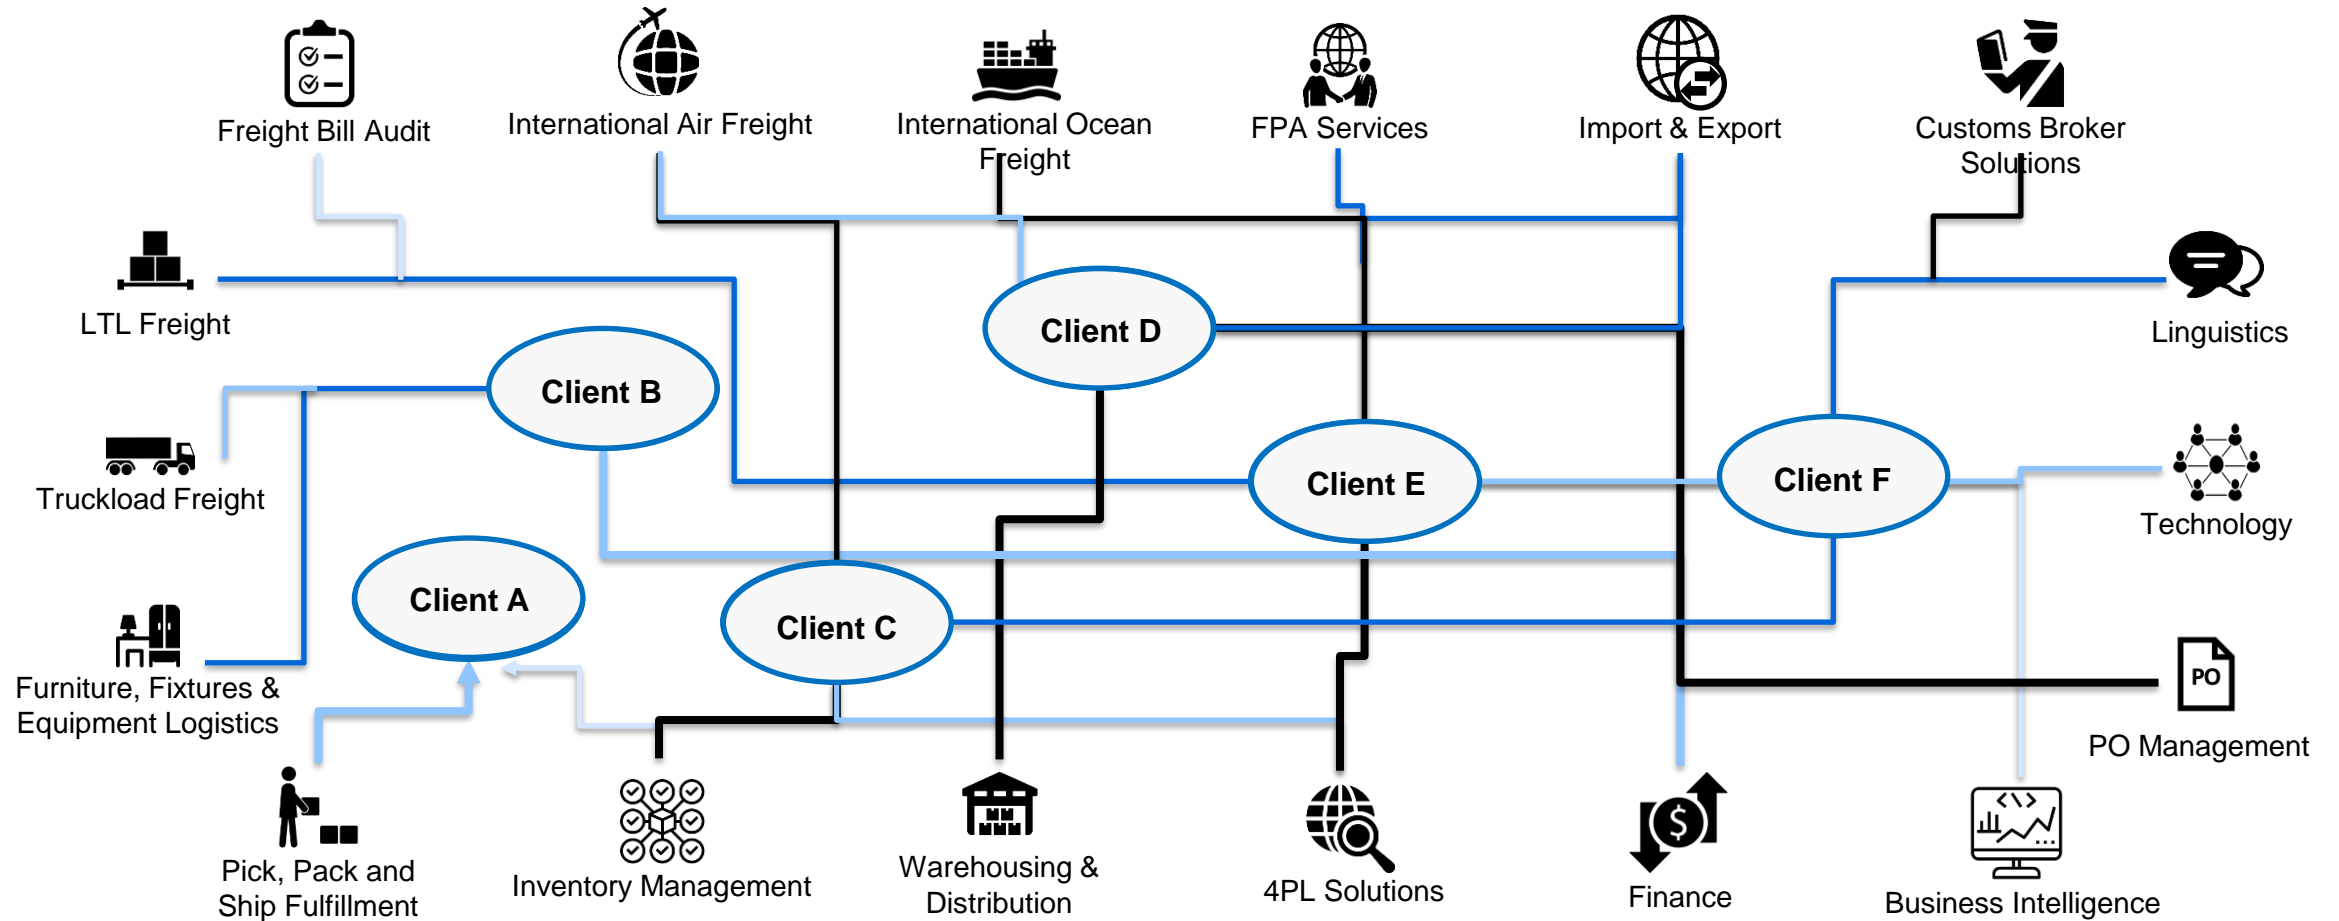 Freight Bill Audit
International Air Freight
International Ocean
Freight
FPA Services
Import & Export
Customs Broker
Solutions
LTL Freight
Linguistics
Client D
Client B
Truckload Freight
Client E
Client F
Technology
Client A
Client C
Furniture, Fixtures &
Equipment Logistics
PO
PO Management
$
Pick, Pack and
Ship Fulfillment
Inventory Management
Warehousing &
Distribution
4PL Solutions
Finance
</>
Business Intelligence